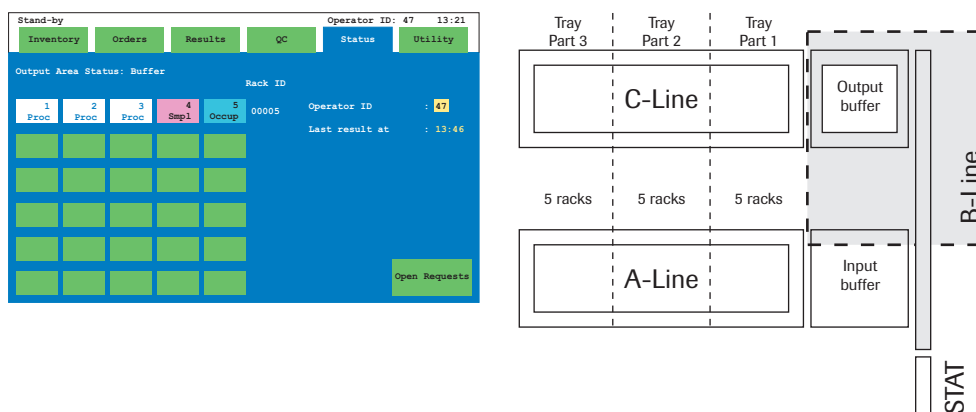 Stand-by Operator ID: 47 13:21
Inventory Orders Results QC Status Utility
Output Area Status: Buffer
Rack ID
1 2 3 4 5
Proc Proc Proc Smpl Occup
00005
Operator ID : 47
Last result at : 13:46
Open Requests
Tray Part 3
Tray Part 2
Tray Part 1
C-Line
Output
buffer
5 racks 5 racks 5 racks
B-Line
A-Line
Input
buffer
STAT